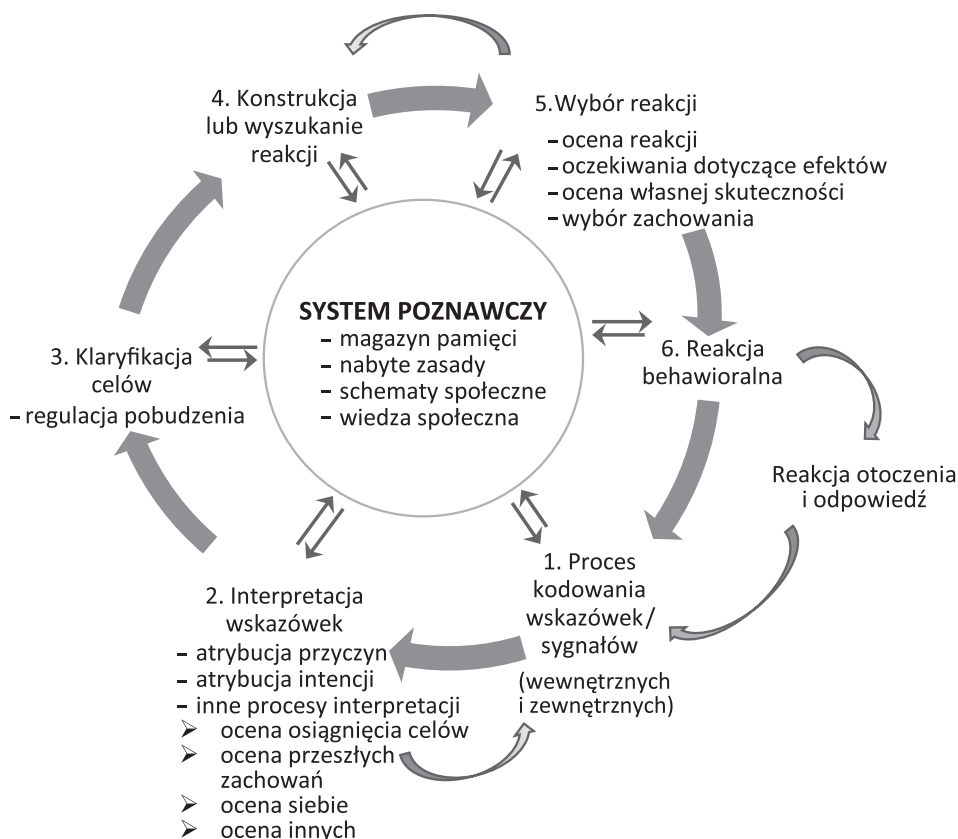 4. Konstrukcja
lub wyszukanie
reakcji
5.Wybór reakcji
– ocena reakcji
– oczekiwania dotyczące efektów
– ocena własnej skuteczności
– wybór zachowania
SYSTEM POZNAWCZY
– magazyn pamięci
– nabyte zasady
– schematy społeczne
– wiedza społeczna
3. Klaryfikacja
celów
– regulacja pobudzenia
6. Reakcja
behawioralna
Reakcja otoczenia
i odpowiedź
1. Proces
kodowania
wskazówek/
sygnałów
(wewnętrznych
i zewnętrznych)
2. Interpretacja
wskazówek
– atrybucja przyczyn
– atrybucja intencji
– inne procesy interpretacji
➢ ocena osiągnięcia celów
➢ ocena przeszłych
zachowań
➢ ocena siebie
➢ ocena innych